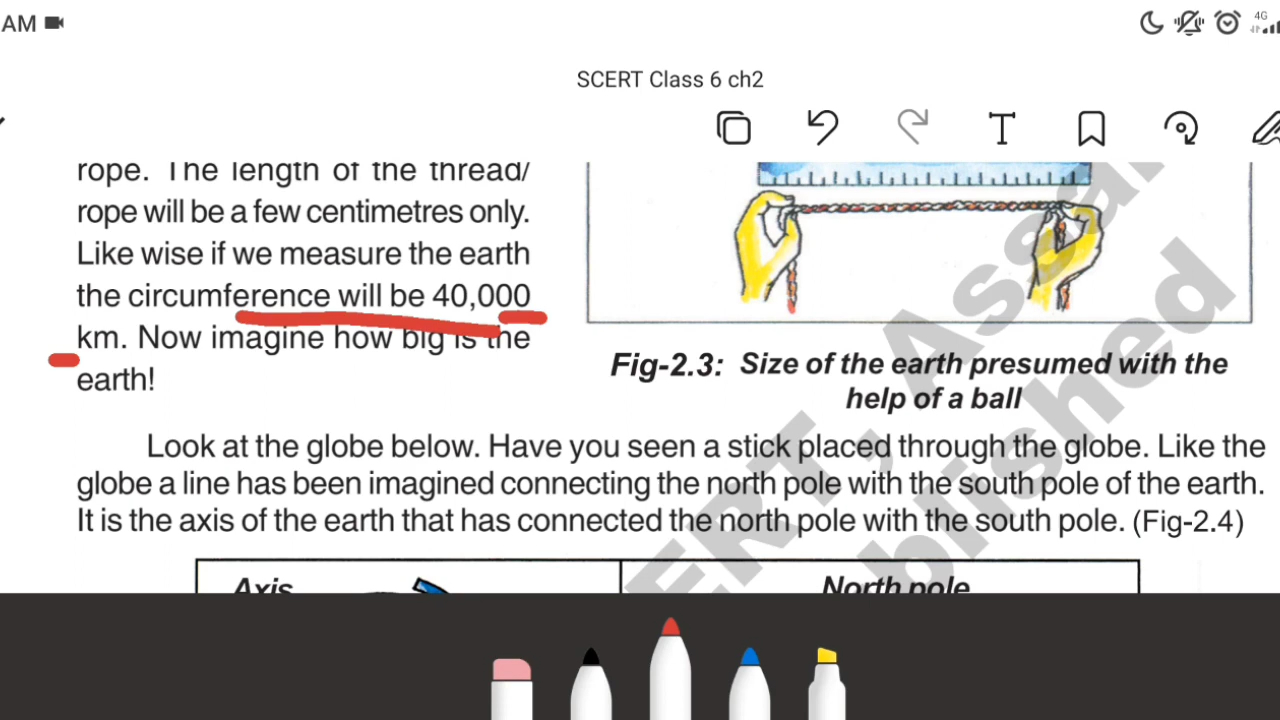 AM
4G
SCERT Class 6 ch2
T
rope. The length of the thread/
rope will be a few centimetres only.
Like wise if we measure the earth
the circumference will be 40,000
km. Now imagine how big is the
earth!
Fig-2.3: Size of the earth presumed with the
help of a ball
Look at the globe below. Have you seen a stick placed through the globe. Like the
globe a line has been imagined connecting the north pole with the south pole of the earth.
It is the axis of the earth that has connected the north pole with the south pole. (Fig-2.4)
Axis
North pole